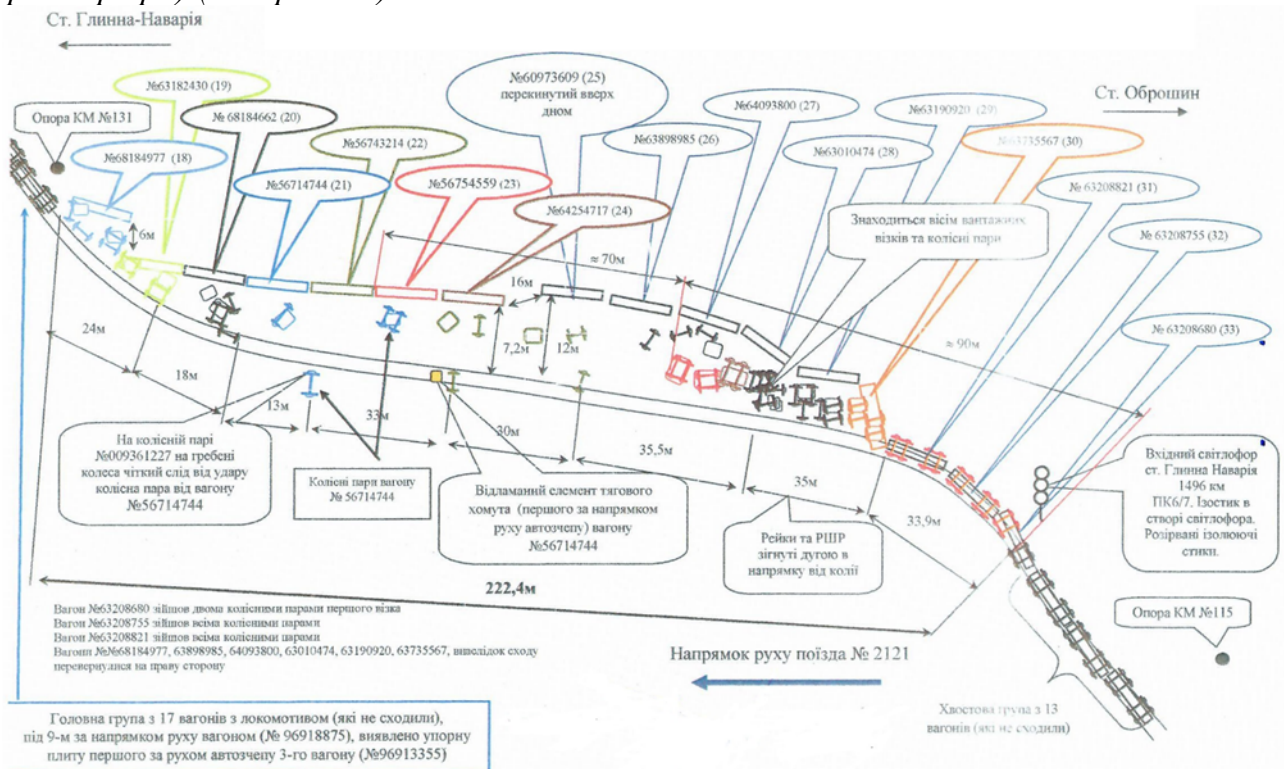 Ст. Глинна-Наварія
№63182430 (19)
№ 68184662 (20)
№60973609 (25)
перекинутий вверх
дном
№64093800 (27)
№63190920 (29)
Ст. Оброшин
Опора КМ №131
№68184977 (18)
№56743214 (22)
№63898985 (26)
№63010474 (28)
№63735567 (30)
№56714744 (21)
№56754559 (23)
№64254717 (24)
№ 63208821 (31)
Знаходиться вісім вантажних
візків та колісні пари
№ 63208755 (32)
№ 63208680 (33)
6м
≈ 70м
16м
≈ 90м
7,2м
12м
24м
18м
13м
33м
30м
35,5м
35м
33,9м
На колісній парі
№009361227 на гребені
колеса чіткий слід від удару
колісна пара від вагону
№56714744
Колісні пари вагону
№ 56714744
Відламаний елемент тягового
хомута (першого за напрямком
руху автозчепу) вагону
№56714744
Рейки та РШР
зігнуті дугою в
напрямку від колії
Вхідний світлофор
ст. Глинна Наварія
1496 км
ПК6/7. Ізостик в
створі світлофора.
Розірвані ізолюючі
стики.
222,4м
Вагон №63208680 зійшов двома колісними парами першого візка
Вагон №63208755 зійшов всіма колісними парами
Вагон №63208821 зійшов всіма колісними парами
Вагони №№68184977, 63898985, 64093800, 63010474, 63190920, 63735567, внаслідок сходу
перевернулися на праву сторону
Опора КМ №115
Напрямок руху поїзда № 2121
Хвостова група з 13
вагонів (які не сходили)
Головна група з 17 вагонів з локомотивом (які не сходили),
під 9-м за напрямком руху вагоном (№ 96918875), виявлено упорну
плиту першого за рухом автозчепу 3-го вагону (№96913355)